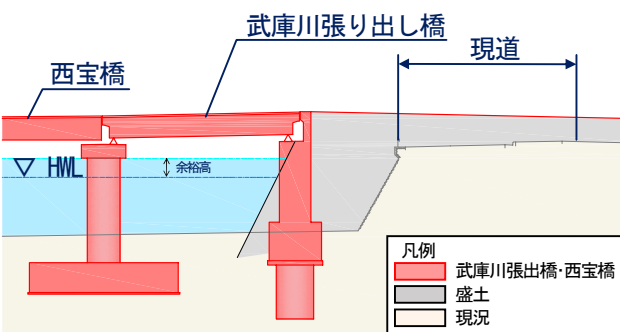 武庫川張り出し橋
現道
西宝橋
▽ HWL
余裕高
凡例
武庫川張出橋・西宝橋
盛土
現況